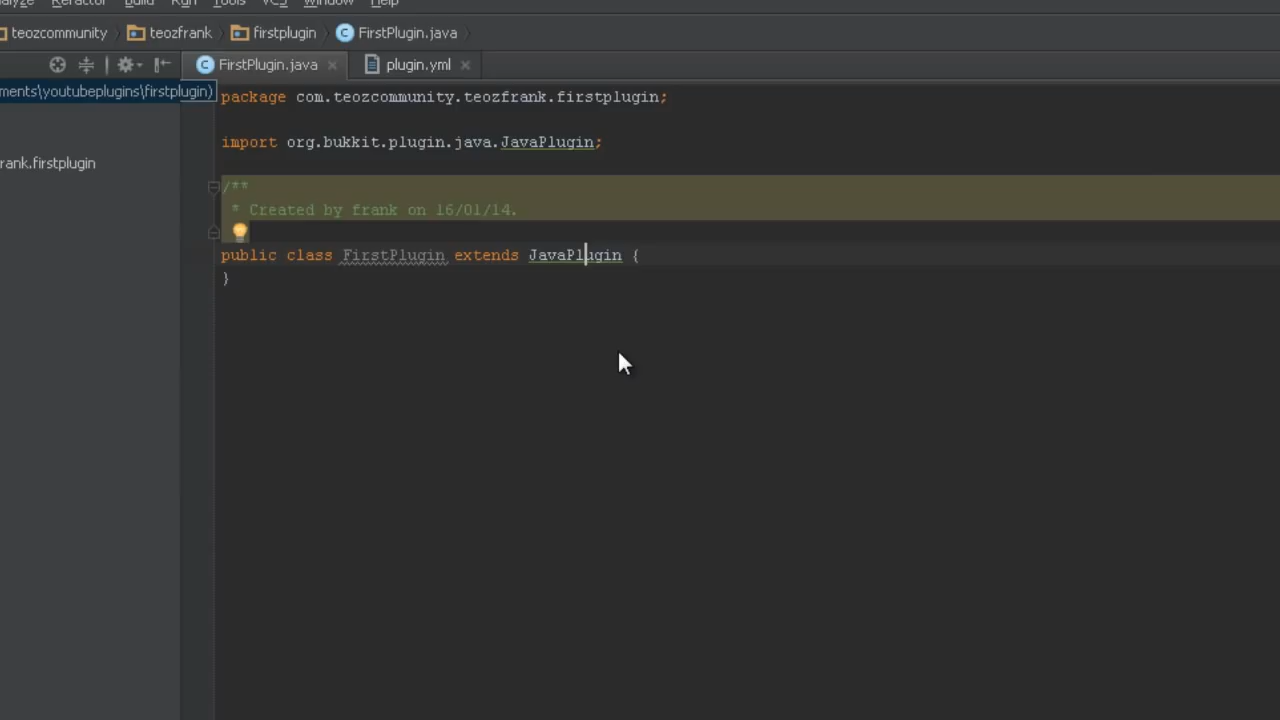 Refactor Build Run Tools VCS Window Help
teozcommunity teozfrank firstplugin FirstPlugin.java
FirstPlugin.java plugin.yml
ments\youtubeplugins\firstplugin)
package com.teozcommunity.teozfrank.firstplugin;
import org.bukkit.plugin.java.JavaPlugin;
rank.firstplugin
/**
* Created by frank on 16/01/14.
public class FirstPlugin extends JavaPlugin {
}